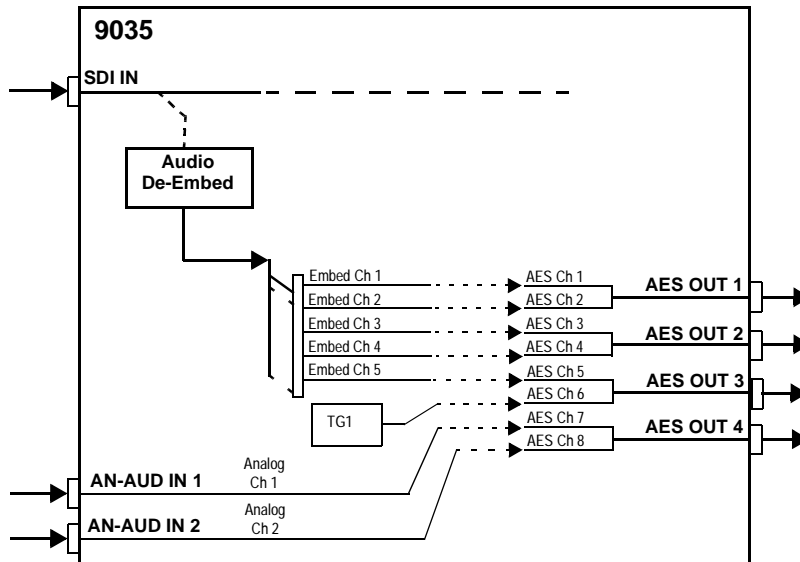 9035
SDI IN
Audio
De-Embed
Embed Ch 1
AES Ch 1
AES OUT 1
Embed Ch 2
AES Ch 2
Embed Ch 3
AES Ch 3
AES OUT 2
Embed Ch 4
AES Ch 4
Embed Ch 5
AES Ch 5
AES OUT 3
AES Ch 6
TG1
AES Ch 7
AES OUT 4
AES Ch 8
AN-AUD IN 1
Analog
Ch 1
AN-AUD IN 2
Analog
Ch 2